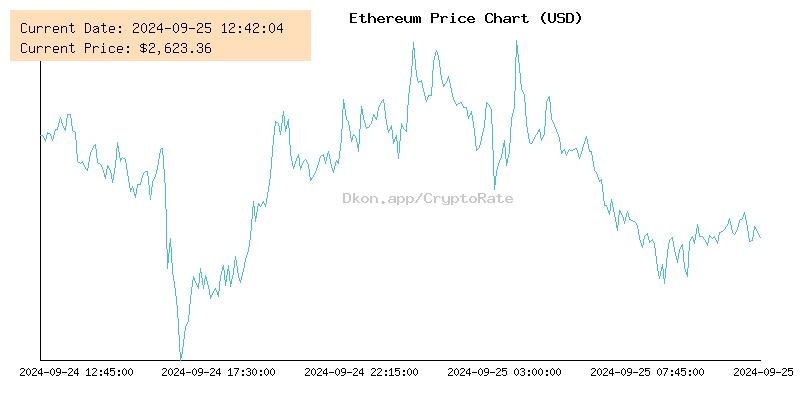 Ethereum Price Chart (USD)
Current Date: 2024-09-25 12:42:04
Current Price: $2,623.36
Dkon.app/CryptoRate
2024-09-24 12:45:00 2024-09-24 17:30:00 2024-09-24 22:15:00 2024-09-25 03:00:00 2024-09-25 07:45:00 2024-09-25